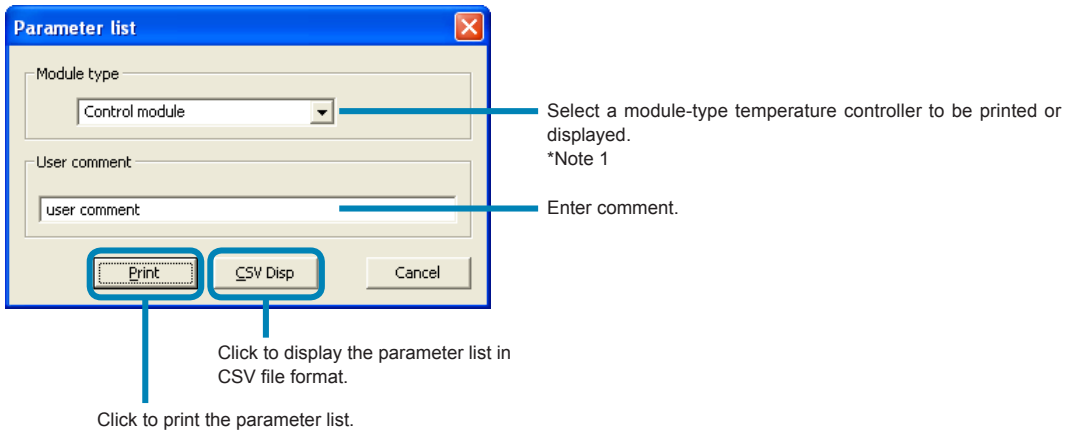 Parameter list
Module type
Control module
Select a module-type temperature controller to be printed or
displayed.
*Note 1
User comment
user comment
Enter comment.
Print
CSV Disp
Cancel
Click to display the parameter list in
CSV file format.
Click to print the parameter list.